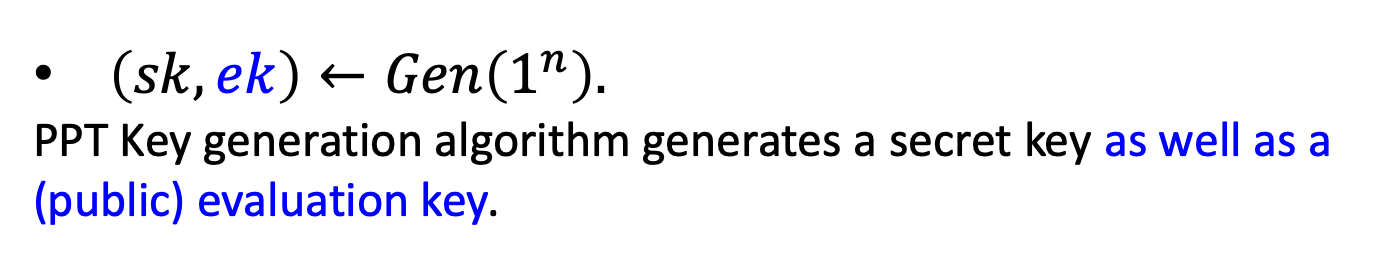 • (sk, ek) ← Gen(1ⁿ).
PPT Key generation algorithm generates a secret key as well as a
(public) evaluation key.